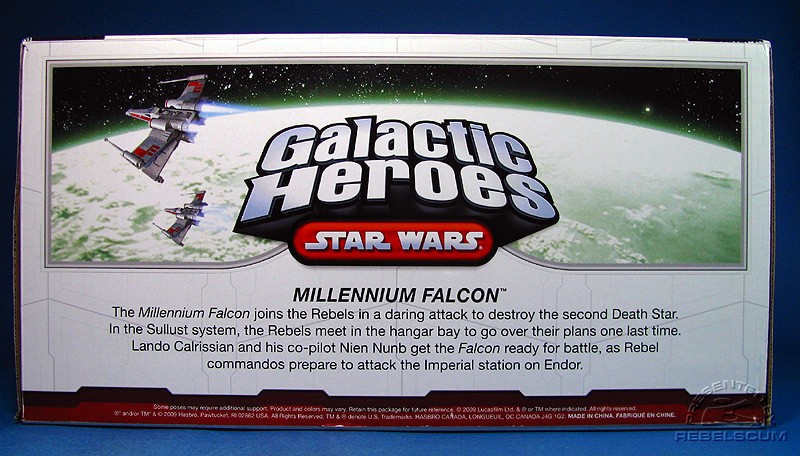 Galactic
Heroes
STAR WARS
MILLENNIUM FALCON™
The Millennium Falcon joins the Rebels in a daring attack to destroy the second Death Star.
In the Sullust system, the Rebels meet in the hangar bay to go over their plans one last time.
Lando Calrissian and his co-pilot Nien Nunb get the Falcon ready for battle, as Rebel
commandos prepare to attack the Imperial station on Endor.
Some poses may require additional support. Product and colors may vary. Retain this package for future reference. © 2009 Lucasfilm Ltd. & ® or TM where indicated. All rights reserved.
®* and/or TM* & © 2009 Hasbro, Pawtucket, RI 02862 USA. All Rights Reserved. TM & ® denote U.S. Trademarks. HASBRO CANADA, LONGUEUIL, QC CANADA J4G 1G2. MADE IN CHINA. FABRIQUÉ EN CHINE.
REBELSCUM